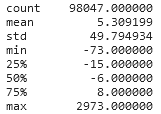 count 98047.000000
mean 5.309199
std 49.794934
min -73.000000
25% -15.000000
50% -6.000000
75% 8.000000
max 2973.000000